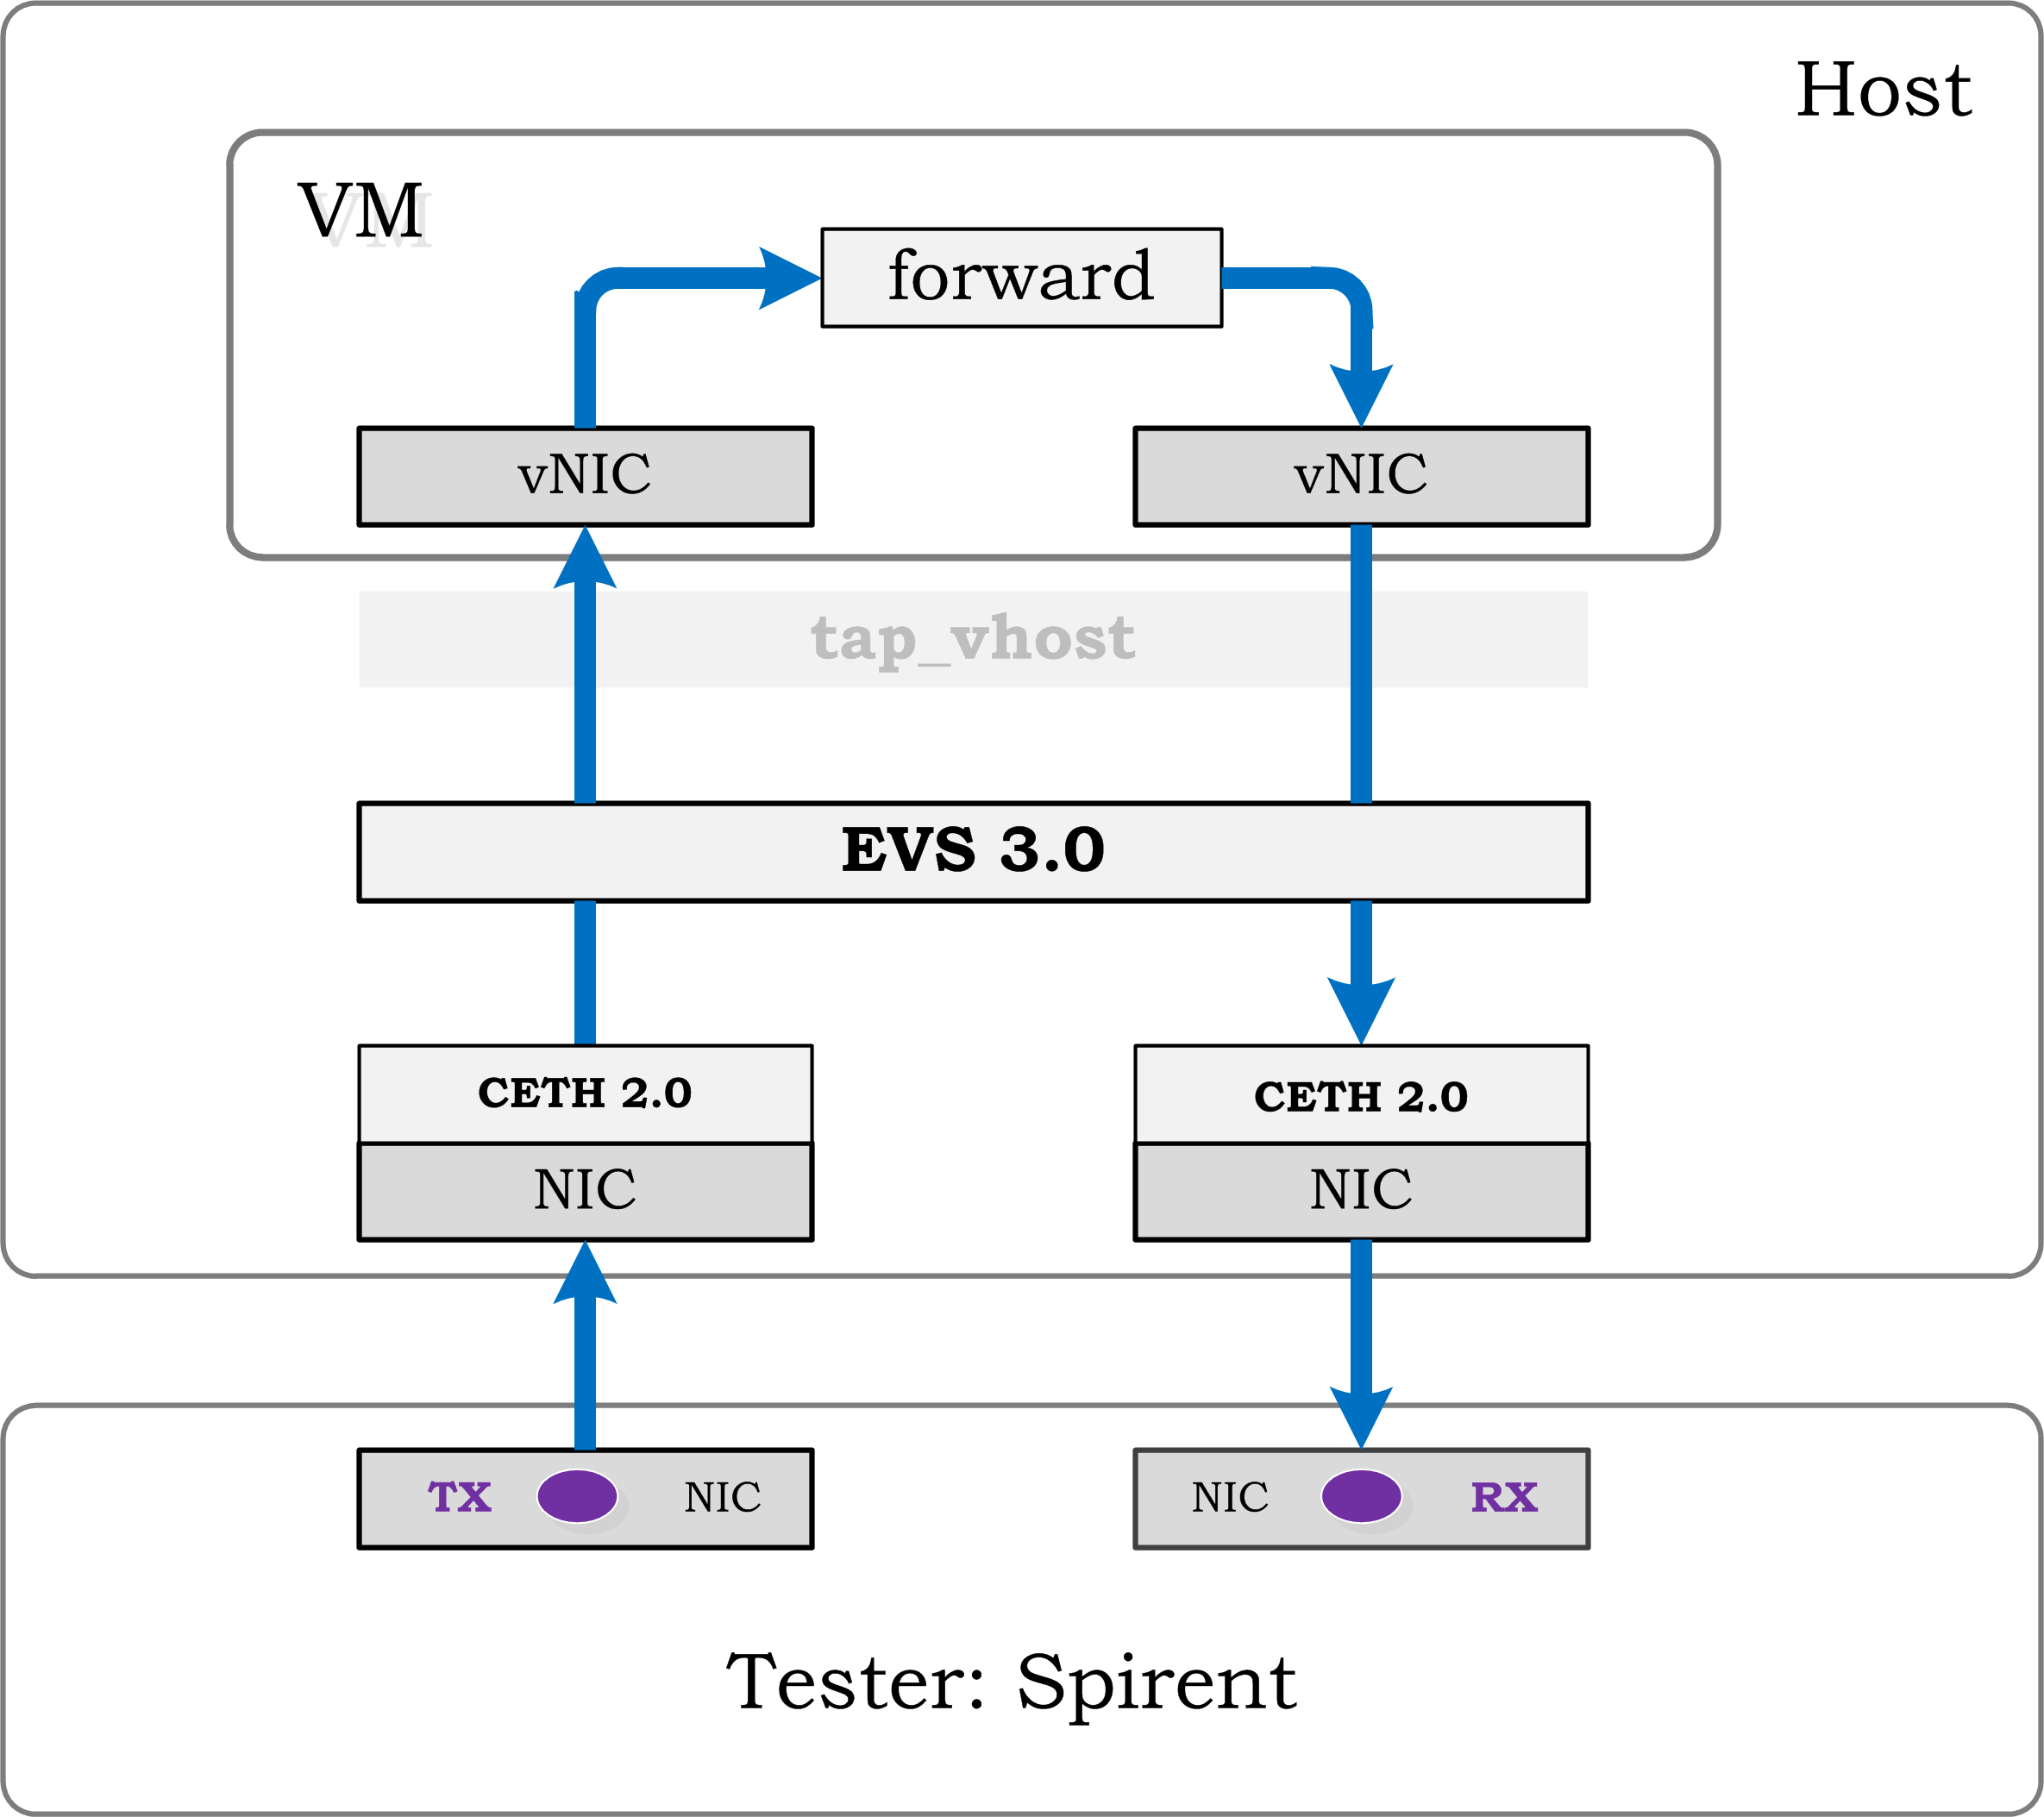 Host
VM
forward
vNIC
vNIC
tap_vhost
EVS 3.0
CETH 2.0
CETH 2.0
NIC
NIC
TX NIC
NIC RX
Tester: Spirent